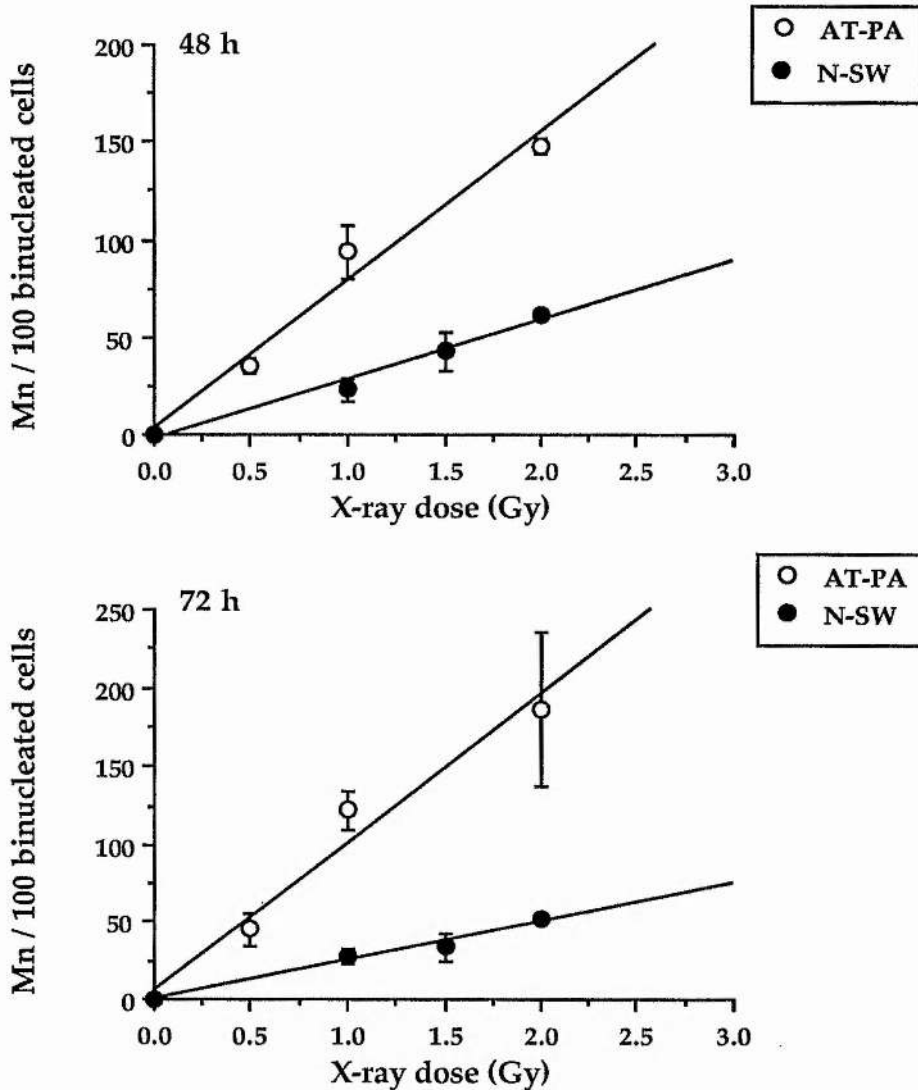 48 h
AT-PA
N-SW
Mn / 100 binucleated cells
200
150
100
50
0
0.0 0.5 1.0 1.5 2.0 2.5 3.0
X-ray dose (Gy)
72 h
AT-PA
N-SW
Mn / 100 binucleated cells
250
200
150
100
50
0
0.0 0.5 1.0 1.5 2.0 2.5 3.0
X-ray dose (Gy)